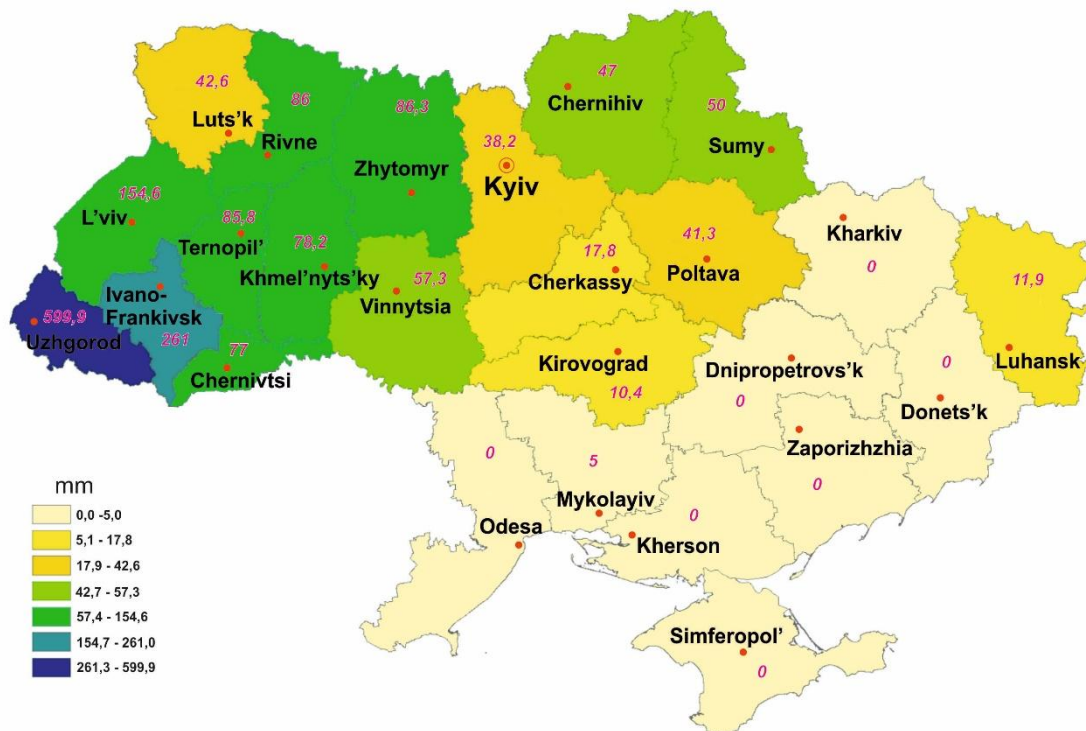 42,6
Luts'k
86
Rivne
86,3
Zhytomyr
38,2
Kyiv
47
Chernihiv
50
Sumy
154,6
L'viv
85,8
Ternopil'
78,2
Khmel'nyts'ky
57,3
Vinnytsia
17,8
Cherkassy
41,3
Poltava
Kharkiv
0
11,9
Luhansk
599,9
Uzhgorod
Ivano-
Frankivsk
261
77
Chernivtsi
Kirovograd
10,4
Dnipropetrovs'k
0
0
Donets'k
Zaporizhzhia
0
0
Odesa
5
Mykolayiv
0
Kherson
Simferopol'
0
mm
0,0 -5,0
5,1 - 17,8
17,9 - 42,6
42,7 - 57,3
57,4 - 154,6
154,7 - 261,0
261,3 - 599,9